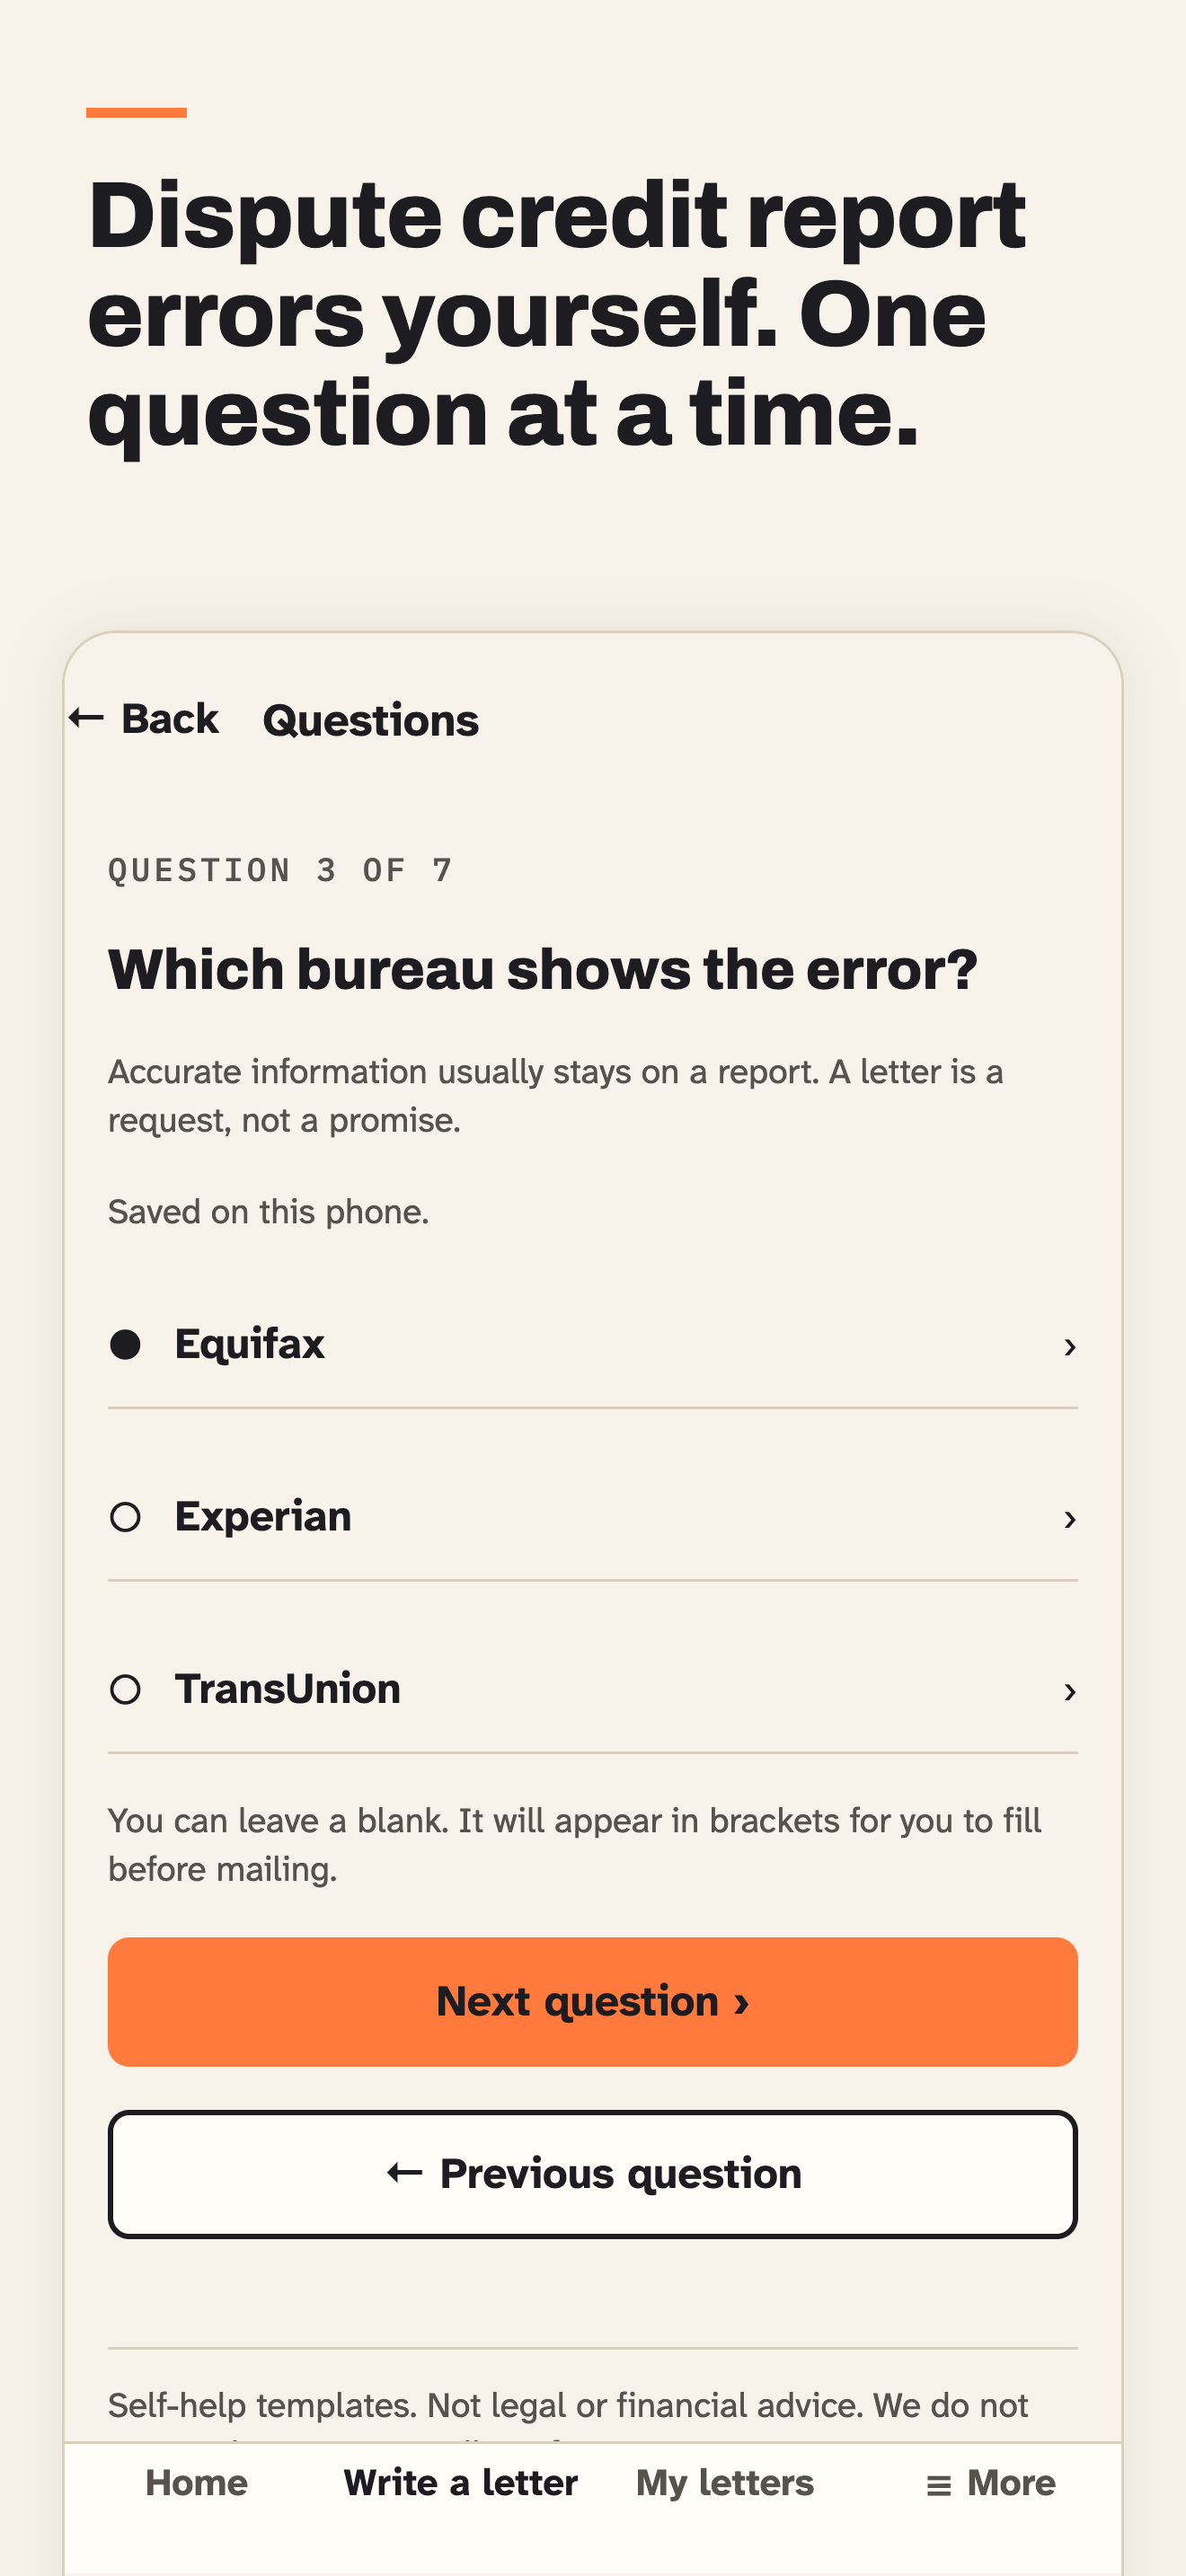 Dispute credit report
errors yourself. One
question at a time.
← Back Questions
QUESTION 3 OF 7
Which bureau shows the error?
Accurate information usually stays on a report. A letter is a
request, not a promise.
Saved on this phone.
Equifax ›
Experian ›
TransUnion ›
You can leave a blank. It will appear in brackets for you to fill
before mailing.
Next question ›
← Previous question
Self-help templates. Not legal or financial advice. We do not
Home Write a letter My letters ≡ More